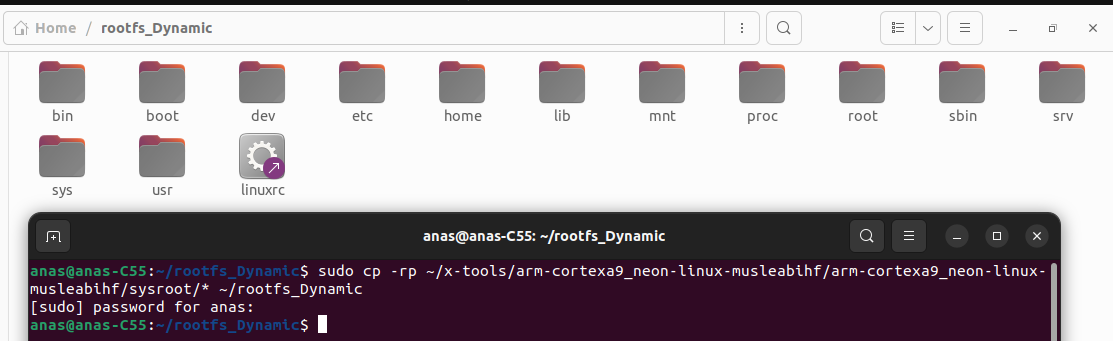 Home / rootfs_Dynamic
bin boot dev etc home lib mnt proc root sbin srv
sys usr linuxrc
anas@anas-C55: ~/rootfs_Dynamic
anas@anas-C55:~/rootfs_Dynamic$ sudo cp -rp ~/x-tools/arm-cortexa9_neon-linux-musleabihf/arm-cortexa9_neon-linux-
musleabihf/sysroot/* ~/rootfs_Dynamic
[sudo] password for anas:
anas@anas-C55:~/rootfs_Dynamic$